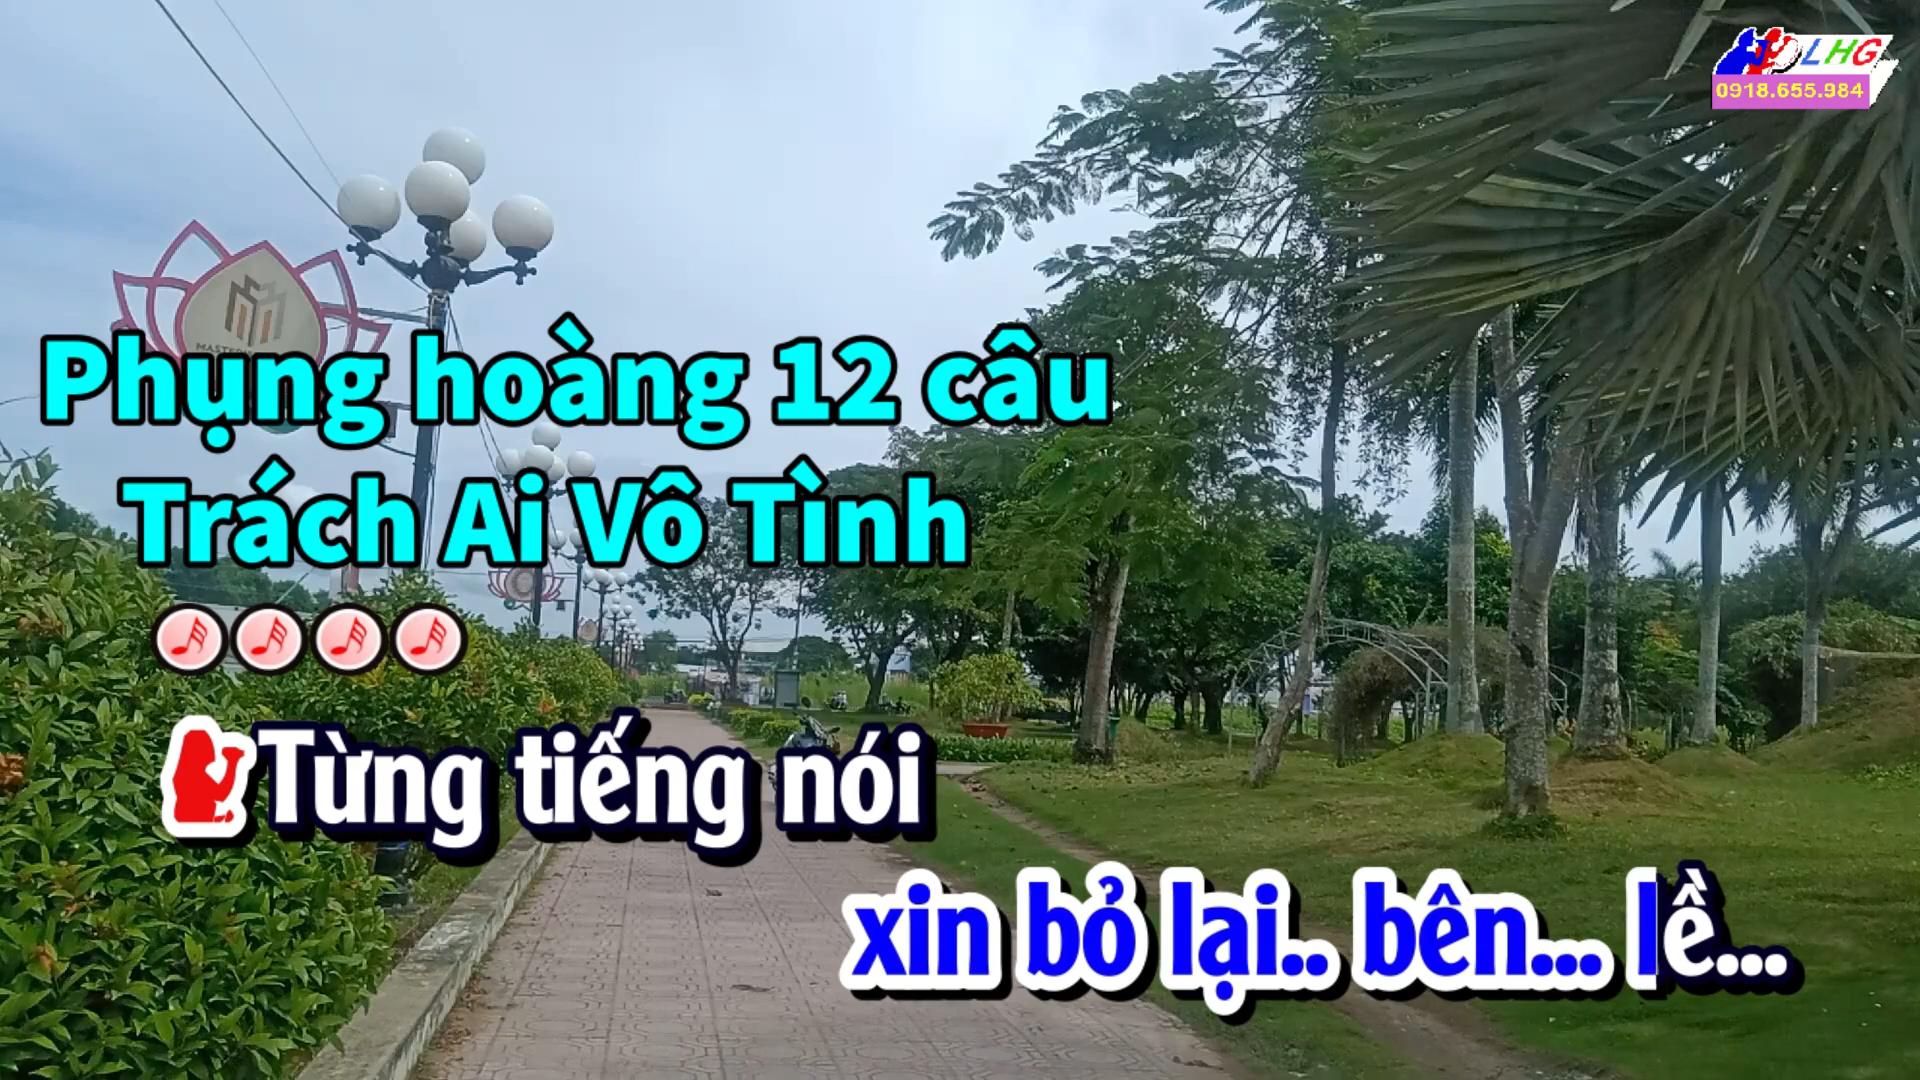 LHG
0918.655.984
Phụng hoàng 12 câu
Trách Ai Vô Tình
Từng tiếng nói
xin bỏ lại.. bên... lề...